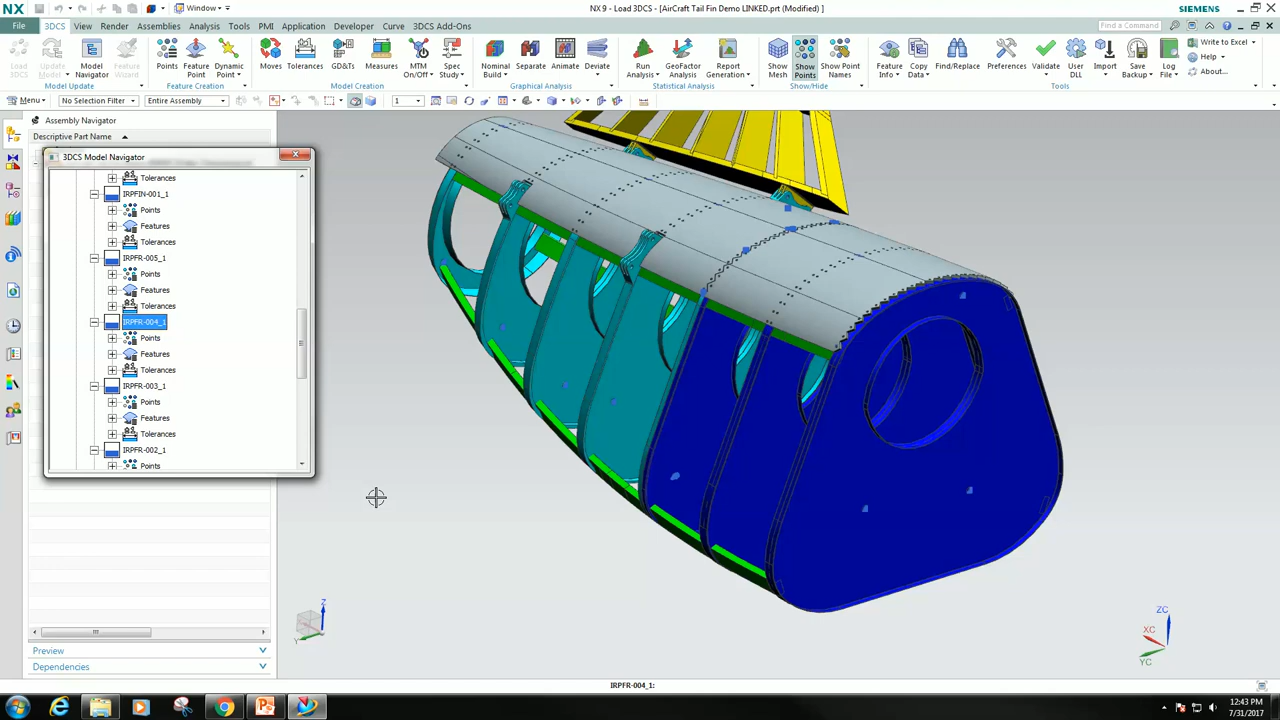 NX
Window
NX 9 - Load 3DCS - [AirCraft Tail Fin Demo LINKED.prt (Modified) ]
SIEMENS
File
3DCS
View
Render
Assemblies
Analysis
Tools
PMI
Application
Developer
Curve
3DCS Add-Ons
Find a Command
Load 3DCS
Update Model
Model Navigator
Feature Wizard
Points
Feature Point
Dynamic Point
Moves
Tolerances
GD&Ts
Measures
MTM On/Off
Spec Study
Nominal Build
Separate
Animate
Deviate
Run Analysis
GeoFactor Analysis
Report Generation
Show Mesh
Show Points
Show Point Names
Feature Info
Copy Data
Find/Replace
Preferences
Validate
User DLL
Import
Save Backup
Log File
Write to Excel
Help
About...
Model Update
Feature Creation
Model Creation
Graphical Analysis
Statistical Analysis
Show/Hide
Tools
Menu
No Selection Filter
Entire Assembly
1
Assembly Navigator
Descriptive Part Name
3DCS Model Navigator
Tolerances
IRPFIN-001_1
Points
Features
Tolerances
IRPFR-005_1
Points
Features
Tolerances
IRPFR-004_1
Points
Features
Tolerances
IRPFR-003_1
Points
Features
Tolerances
IRPFR-002_1
Points
Preview
Dependencies
Z
Y
ZC
XC
YC
IRPFR-004_1:
12:43 PM
7/31/2017